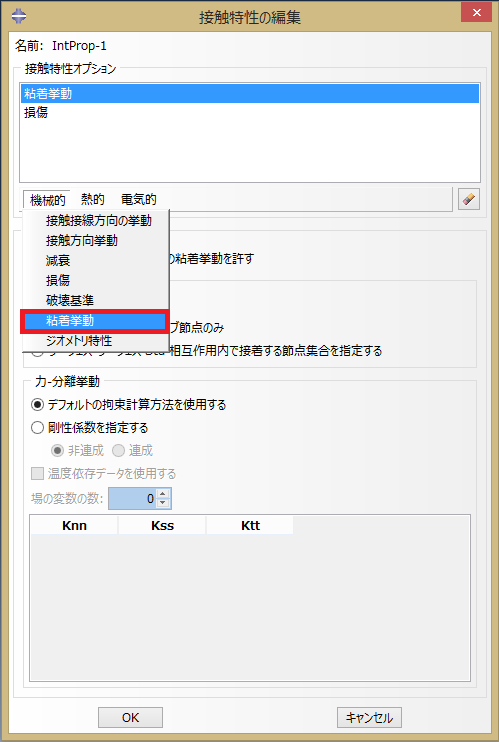 接触特性の編集
名前: IntProp-1
接触特性オプション
粘着挙動
損傷
機械的 熱的 電気的
接触接線方向の挙動
接触方向挙動
減衰
の粘着挙動を許す
損傷
破壊基準
粘着挙動
ブ節点のみ
ジオメトリ特性
相互作用内で接着する節点集合を指定する
力-分離挙動
デフォルトの拘束計算方法を使用する
剛性係数を指定する
非連成 連成
温度依存データを使用する
場の変数の数: 0
Knn Kss Ktt
OK キャンセル